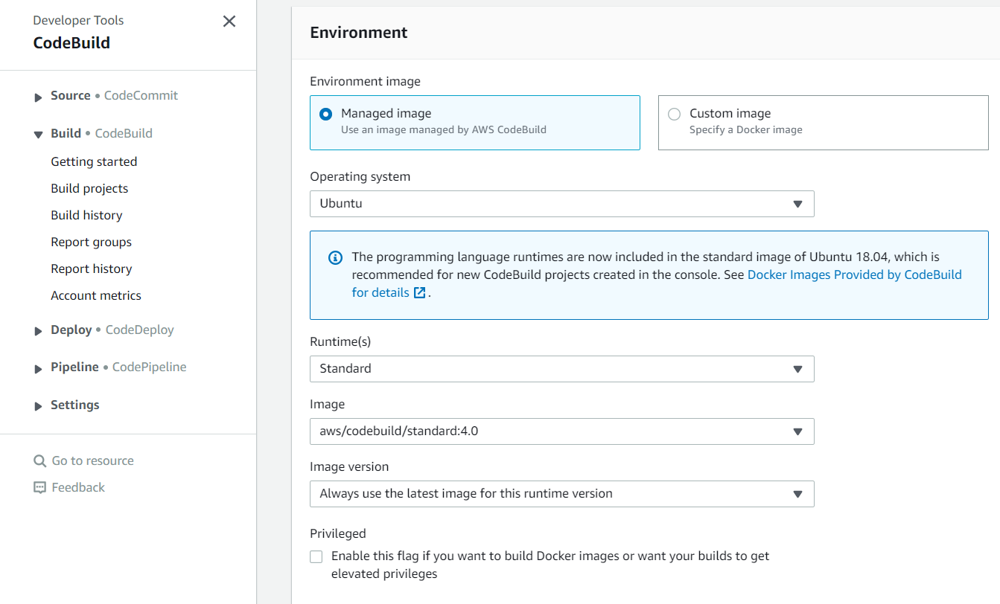 Developer Tools
CodeBuild
Source • CodeCommit
Build • CodeBuild
Getting started
Build projects
Build history
Report groups
Report history
Account metrics
Deploy • CodeDeploy
Pipeline • CodePipeline
Settings
Go to resource
Feedback
Environment
Environment image
Managed image
Use an image managed by AWS CodeBuild
Custom image
Specify a Docker image
Operating system
Ubuntu
The programming language runtimes are now included in the standard image of Ubuntu 18.04, which is
recommended for new CodeBuild projects created in the console. See Docker Images Provided by CodeBuild
for details.
Runtime(s)
Standard
Image
aws/codebuild/standard:4.0
Image version
Always use the latest image for this runtime version
Privileged
Enable this flag if you want to build Docker images or want your builds to get
elevated privileges